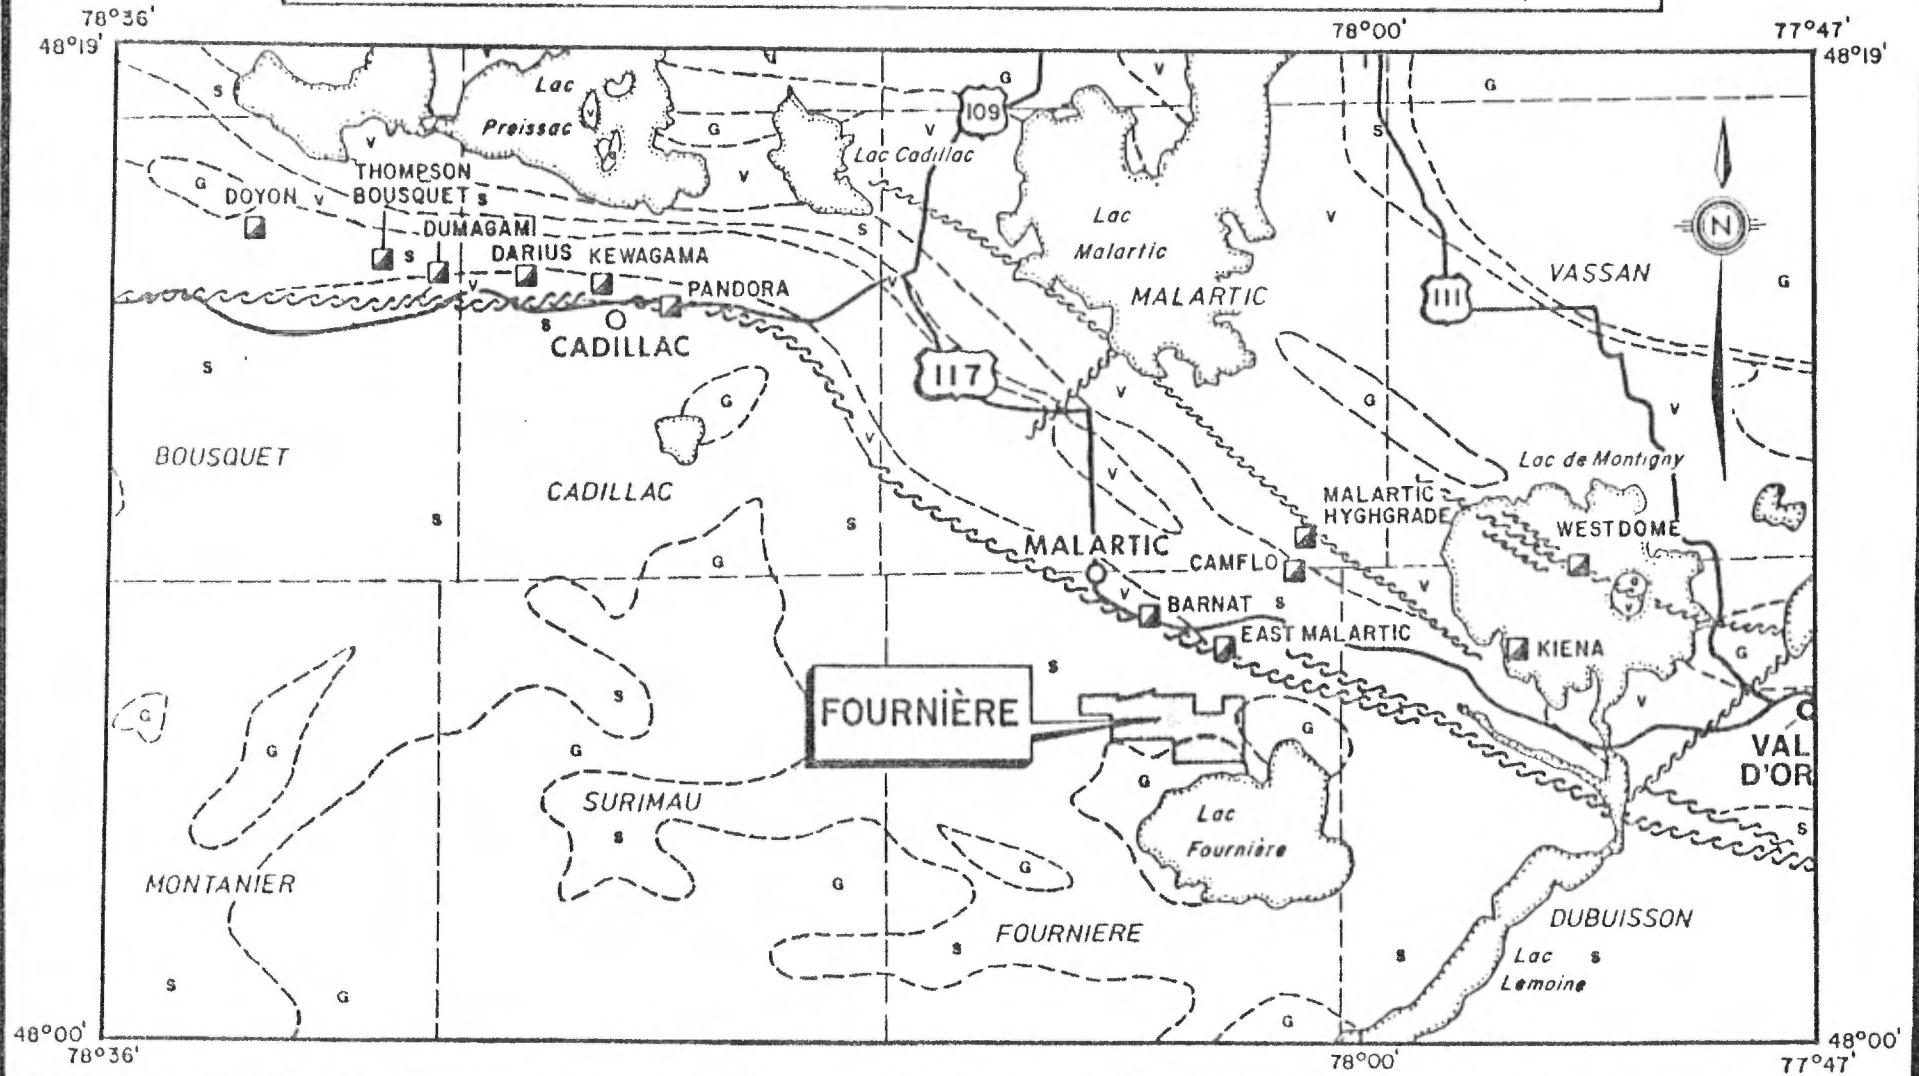 78°36'
78°00'
77°47'
48°19'
48°19'
Lac
Preissac
G
G
S
V
V
109
V
S
G
V
Lac Cadillac
THOMPSON
BOUSQUET
S
G
DOYON
V
V
DUMAGAMI
S
DARIUS
KEWAGAMA
S
PANDORA
V
V
Lac
Malartic
V
MALARTIC
111
VASSAN
G
N
S
CADILLAC
S
117
V
G
V
G
V
BOUSQUET
CADILLAC
S
S
V
Lac de Montigny
MALARTIC
HYGHGRADE
WESTDOME
G
MALARTIC
CAMFLO
V
V
BARNAT
S
EAST MALARTIC
V
KIENA
G
S
S
V
G
G
FOURNIÈRE
G
G
VAL
D'OR
G
SURIMAU
S
S
Lac
Fournière
G
G
MONTANIER
FOURNIERE
DUBUISSON
S
S
S
Lac
Lemoine
S
G
G
48°00'
48°00'
78°36'
78°00'
77°47'